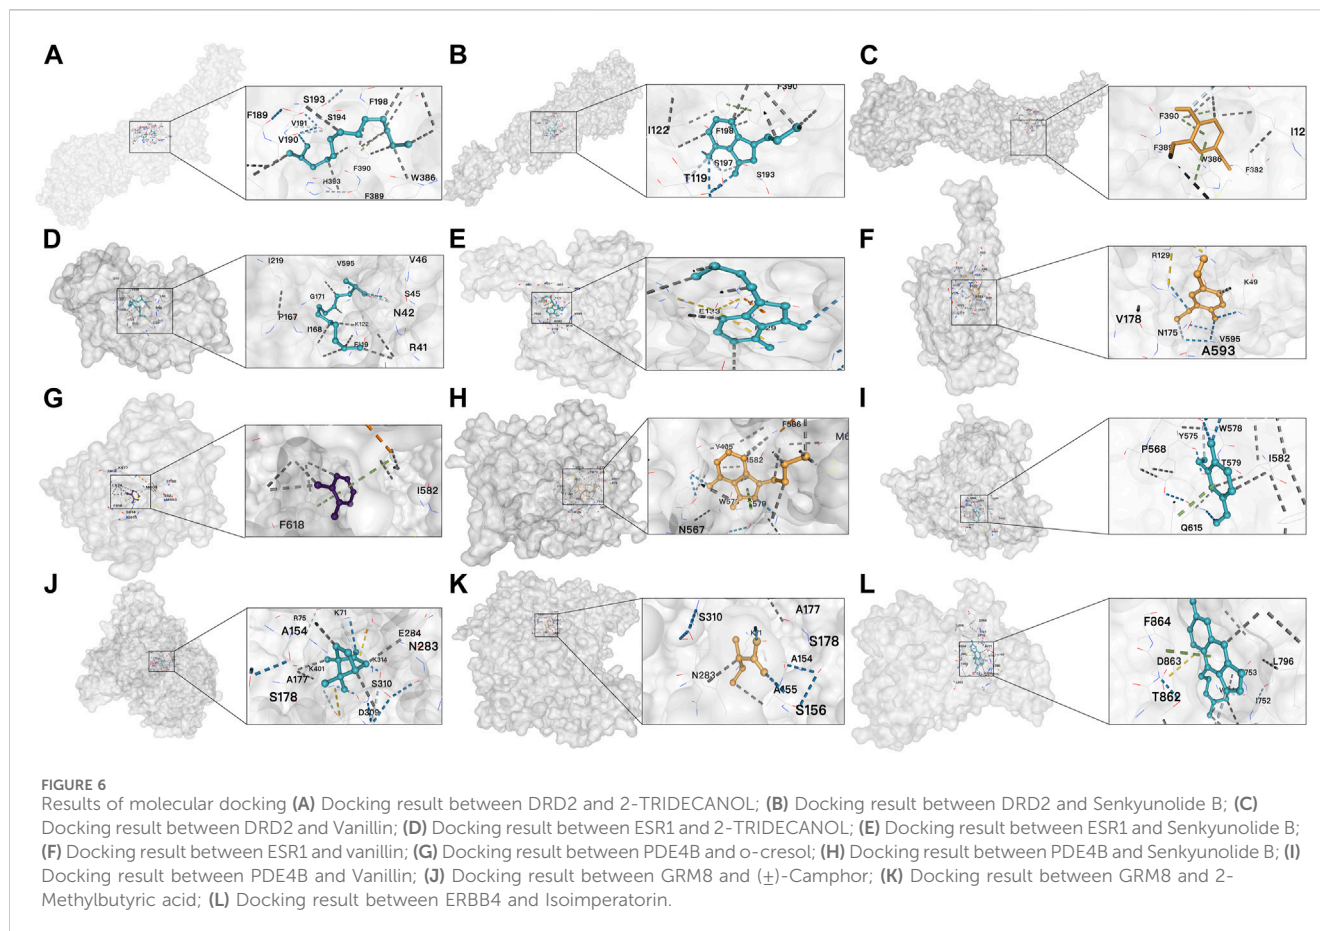 A
B
C
F189
S193
V191
S194
F198
V190
F390
H393
F389
W386
F390
I122
F198
S197
T119
S193
F390
F389
W386
F382
I12
D
E
F
I219
V595
V46
G171
S45
P167
N42
I168
K122
R41
E133
R129
K49
V178
N175
V595
A593
G
H
I
I582
F618
F586
Y405
I582
N567
W578
Y575
P568
T579
I582
Q615
J
K
L
R75
K71
A154
E284
N283
K401
K314
A177
S310
S178
D309
S310
K71
A177
S178
A154
N283
A155
S156
F864
D863
L796
T862
I752
FIGURE 6
Results of molecular docking (A) Docking result between DRD2 and 2-TRIDECANOL; (B) Docking result between DRD2 and Senkyunolide B; (C)
Docking result between DRD2 and Vanillin; (D) Docking result between ESR1 and 2-TRIDECANOL; (E) Docking result between ESR1 and Senkyunolide B;
(F) Docking result between ESR1 and vanillin; (G) Docking result between PDE4B and o-cresol; (H) Docking result between PDE4B and Senkyunolide B; (I)
Docking result between PDE4B and Vanillin; (J) Docking result between GRM8 and (±)-Camphor; (K) Docking result between GRM8 and 2-
Methylbutyric acid; (L) Docking result between ERBB4 and Isoimperatorin.